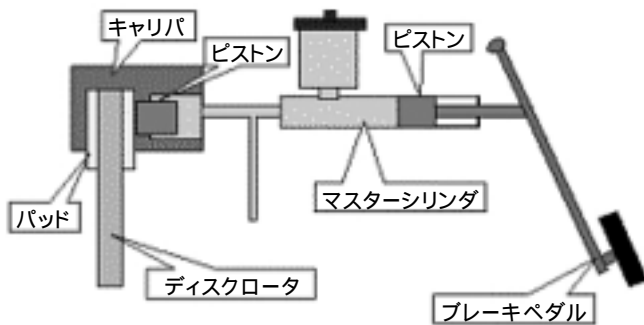 キャリパ
ピストン
ピストン
マスターシリンダ
パッド
ディスクロータ
ブレーキペダル